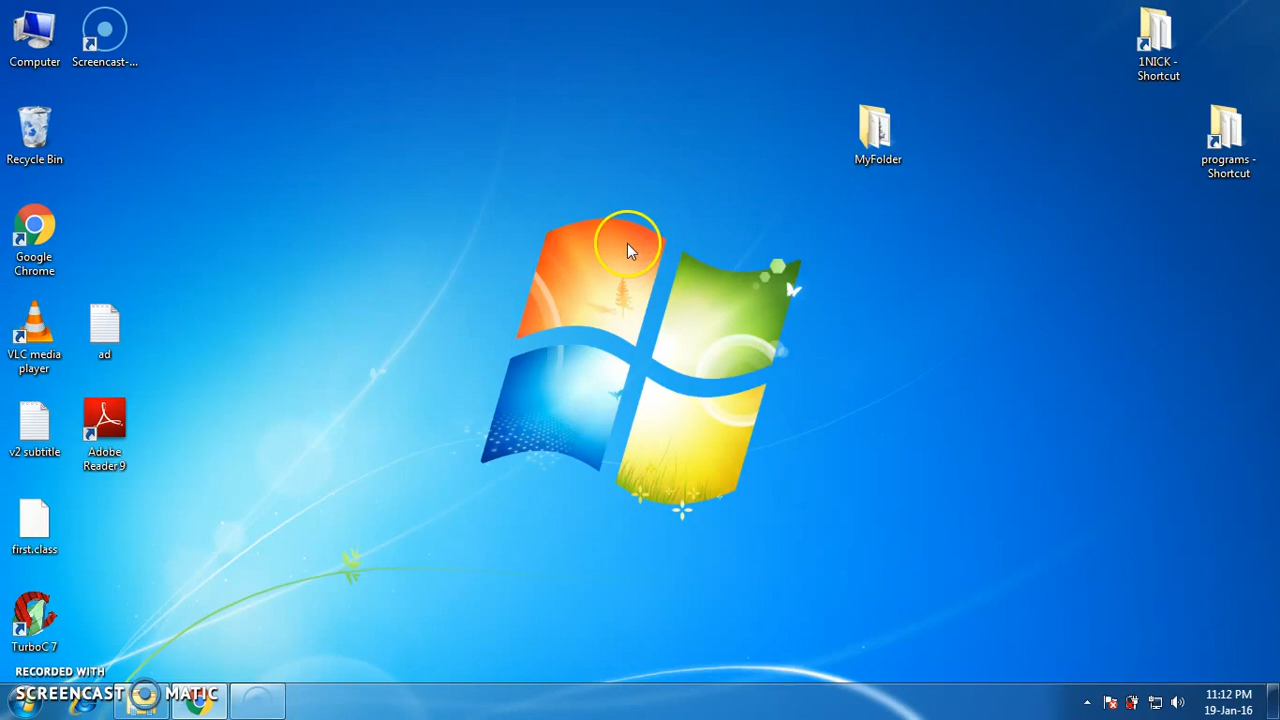 Computer
Screencast-...
1NICK -
Shortcut
Recycle Bin
MyFolder
programs -
Shortcut
Google
Chrome
VLC media
player
ad
v2 subtitle
Adobe
Reader 9
first.class
TurboC 7
RECORDED WITH
SCREENCAST MATIC
11:12 PM
19-Jan-16